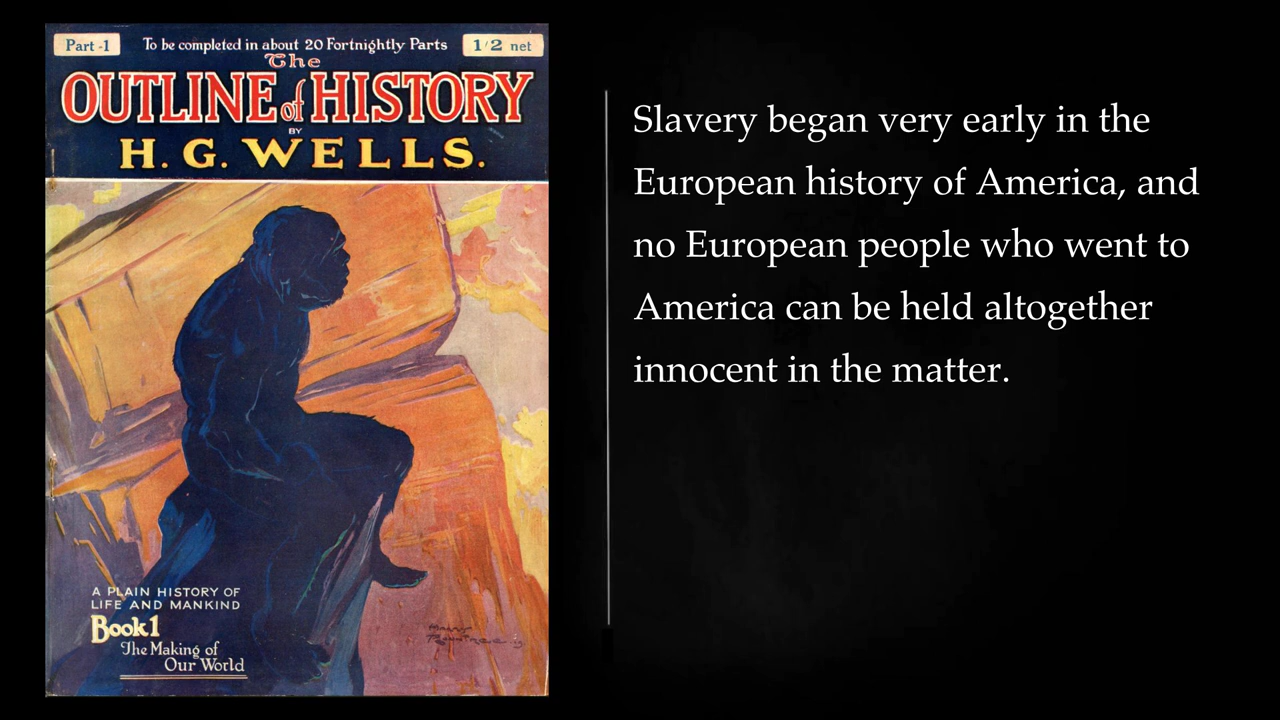 Part -1
To be completed in about 20 Fortnightly Parts
1/2 net
The
OUTLINE of HISTORY
BY
H. G. WELLS.
A PLAIN HISTORY OF
LIFE AND MANKIND
Book 1
The Making of
Our World
Slavery began very early in the
European history of America, and
no European people who went to
America can be held altogether
innocent in the matter.